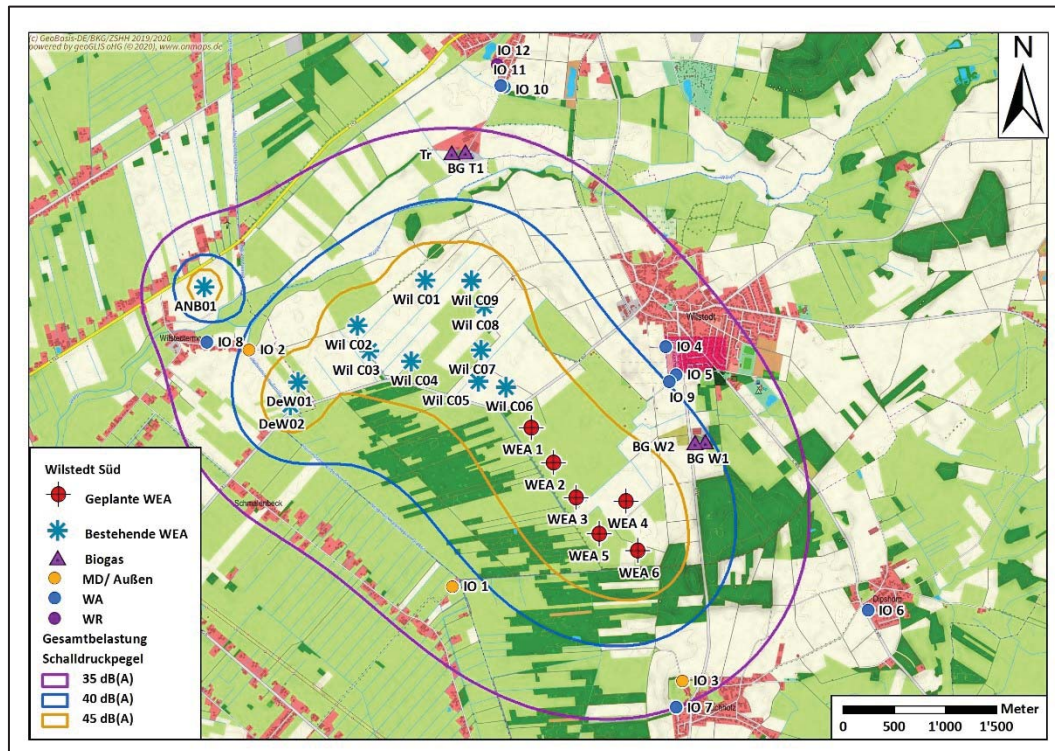 (c) GeoBasis-DE/BKG/ZSHH 2019/2020
powered by geoGLIS oHG (© 2020), www.onmaps.de
N
IO 12
IO 11
IO 10
Tr
BG T1
ANB01
Wil C01
Wil C09
Wil C08
Wilstedt
IO 8
IO 2
Wil C02
Wil C03
Wil C04
Wil C07
IO 4
IO 5
IO 9
DeW01
DeW02
Wil C05
Wil C06
WEA 1
BG W2
BG W1
WEA 2
WEA 3
WEA 4
WEA 5
WEA 6
IO 1
IO 6
IO 3
IO 7
Wilstedt Süd
Geplante WEA
Bestehende WEA
Biogas
MD/ Außen
WA
WR
Gesamtbelastung
Schalldruckpegel
35 dB(A)
40 dB(A)
45 dB(A)
Meter
0 500 1'000 1'500